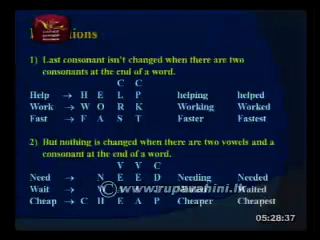 1) Last consonant isn't changed when there are two
consonants at the end of a word.
C C
Help → H E L P helping helped
Work → W O R K Working Worked
Fast → F A S T Faster Fastest
2) But nothing is changed when there are two vowels and a
consonant at the end of a word.
V V C
Need → N E E D Needing Needed
Wait → Waited
Cheap → C H E A P Cheaper Cheapest
www.rupavahini.lk
05:28:37